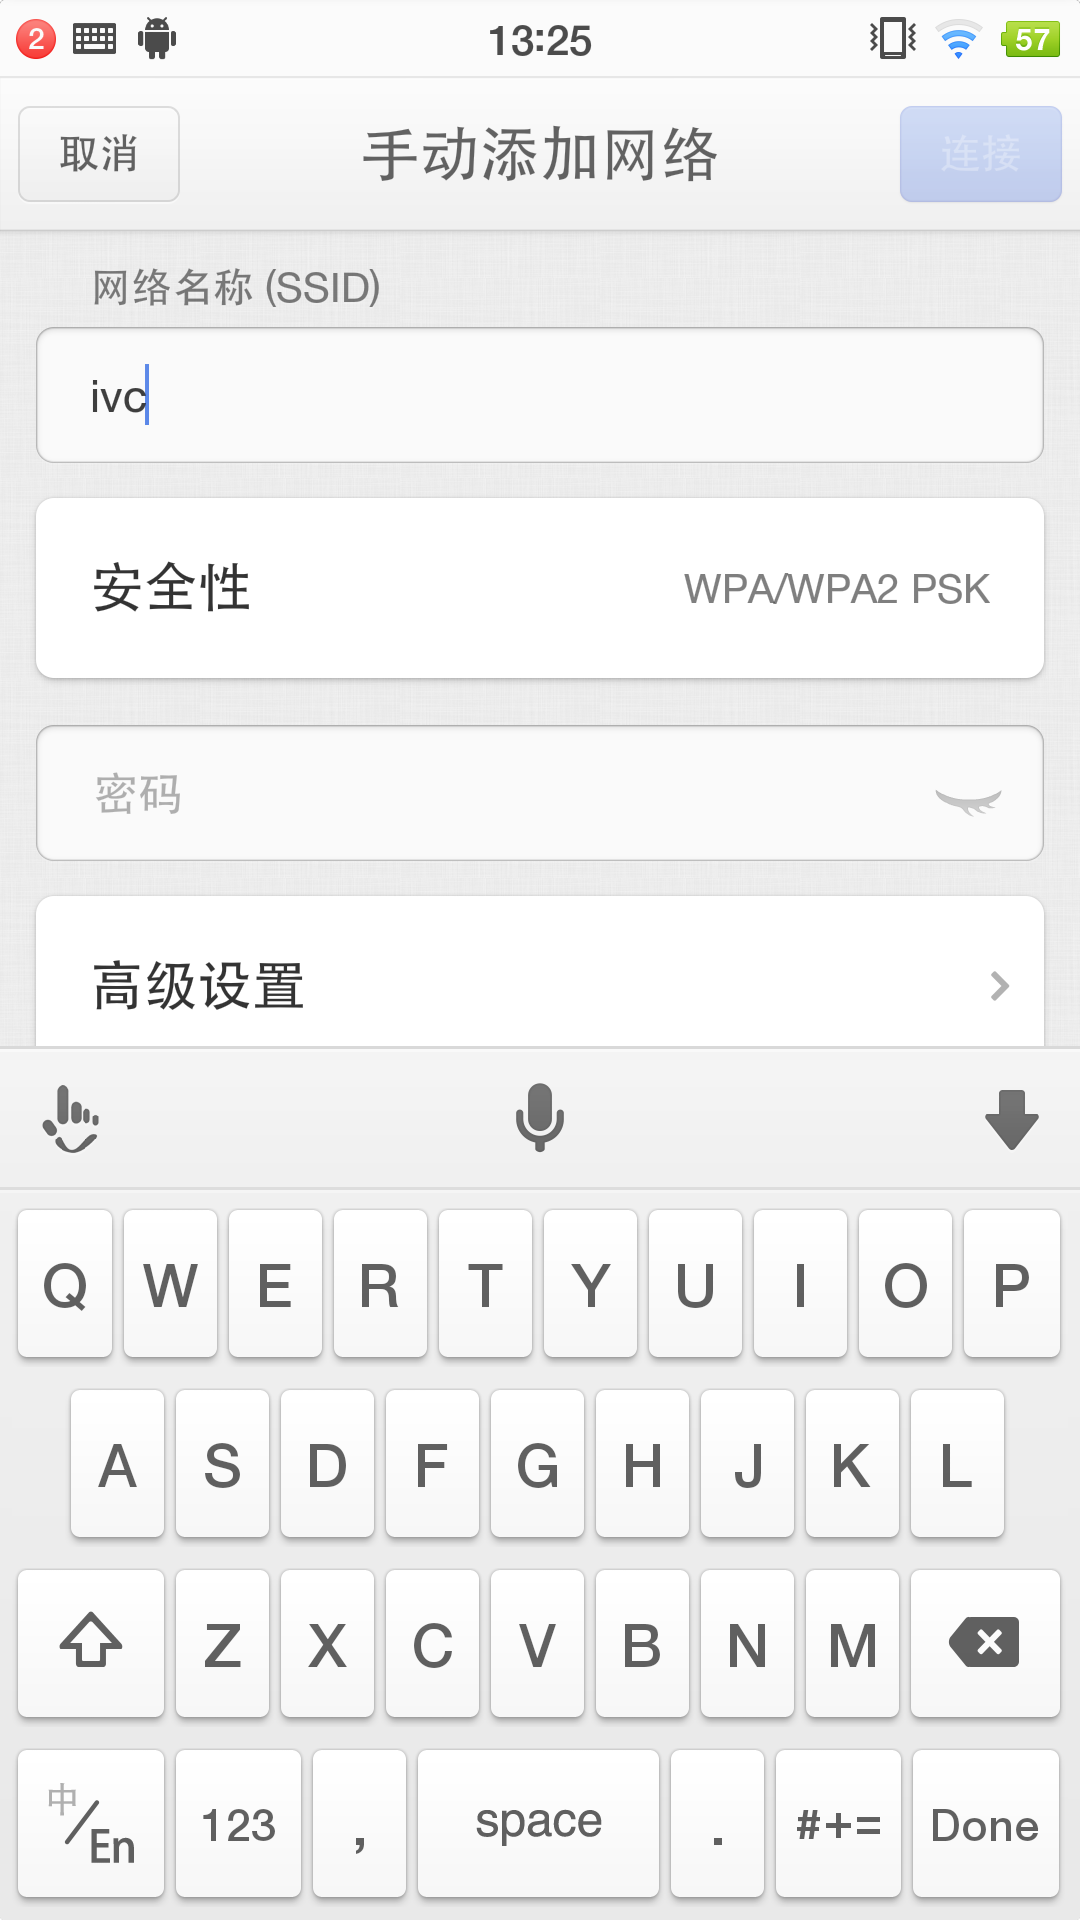 2
13:25
57
取消
手动添加网络
连接
网络名称 (SSID)
ivc
安全性
WPA/WPA2 PSK
密码
高级设置
Q W E R T Y U I O P
A S D F G H J K L
Z X C V B N M
中/En 123 , space . #+= Done